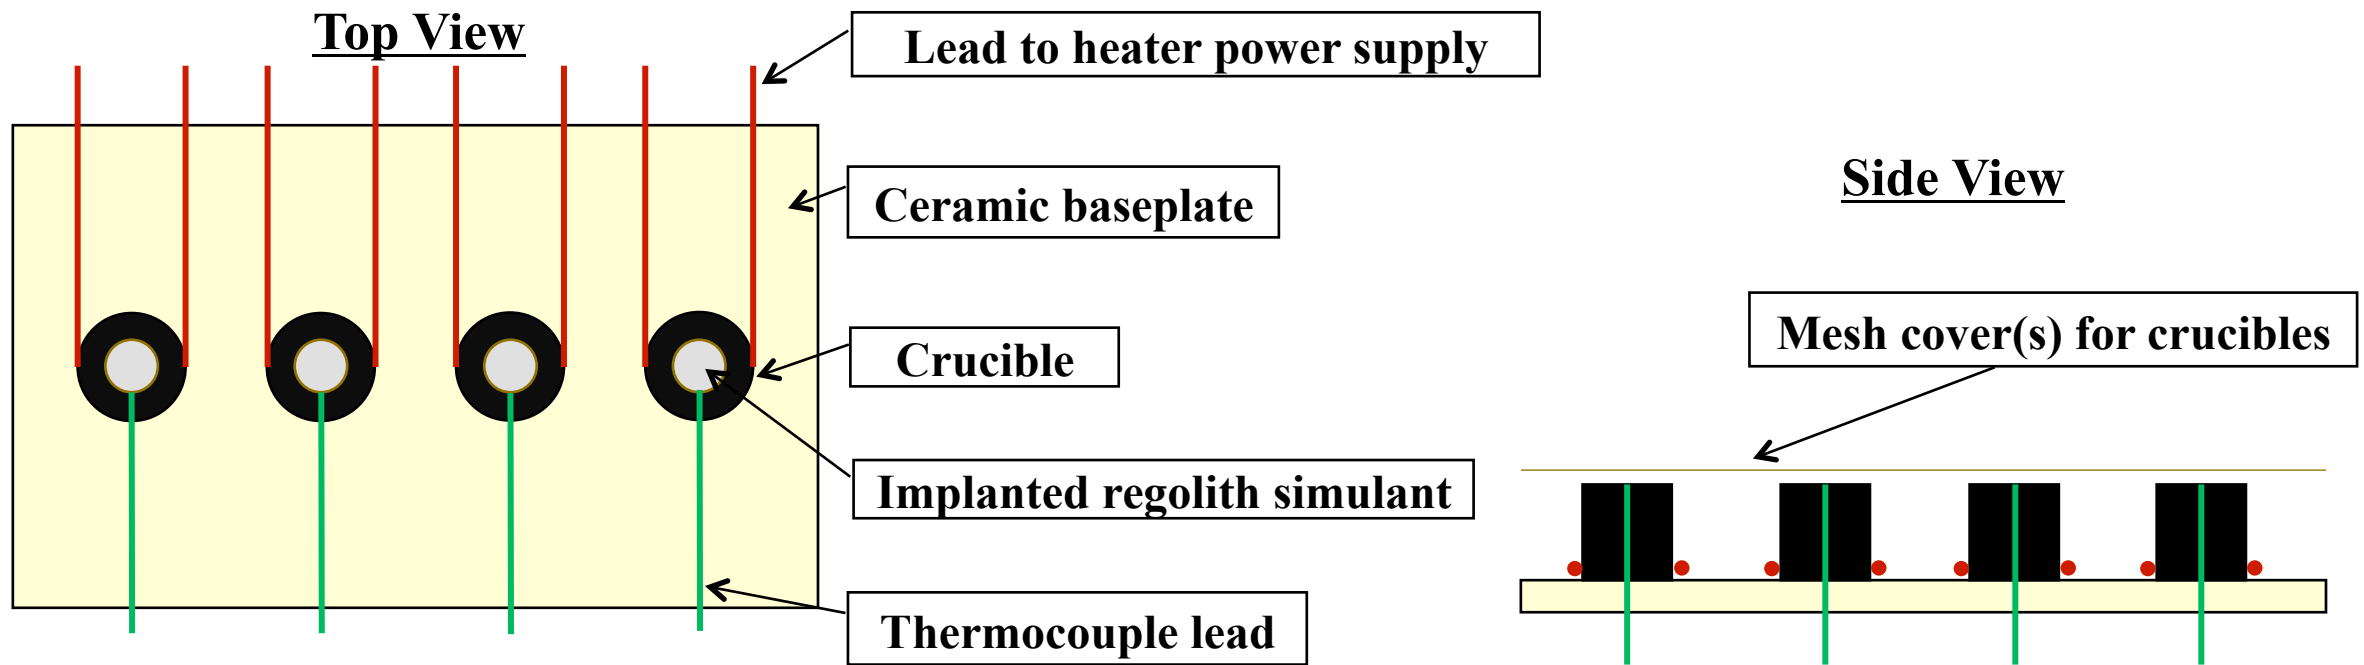 Top View
Lead to heater power supply
Ceramic baseplate
Crucible
Implanted regolith simulant
Thermocouple lead
Side View
Mesh cover(s) for crucibles